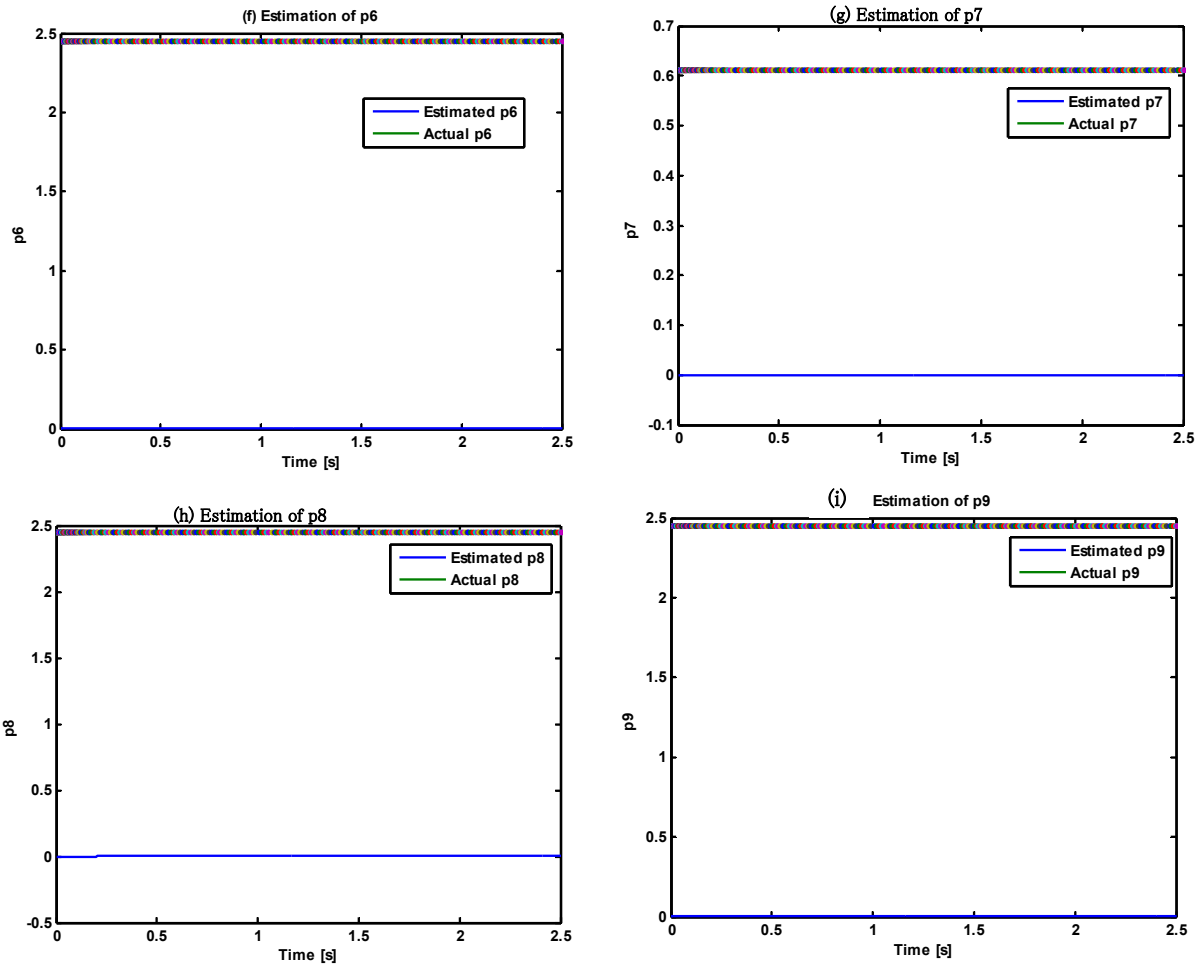 (f) Estimation of p6
2.5
2
1.5
1
0.5
0
p6
Estimated p6
Actual p6
0 0.5 1 1.5 2 2.5
Time [s]
(g) Estimation of p7
0.7
0.6
0.5
0.4
0.3
0.2
0.1
0
-0.1
p7
Estimated p7
Actual p7
0 0.5 1 1.5 2 2.5
Time [s]
(h) Estimation of p8
2.5
2
1.5
1
0.5
0
-0.5
p8
Estimated p8
Actual p8
0 0.5 1 1.5 2 2.5
Time [s]
(i) Estimation of p9
2.5
2
1.5
1
0.5
0
p9
Estimated p9
Actual p9
0 0.5 1 1.5 2 2.5
Time [s]